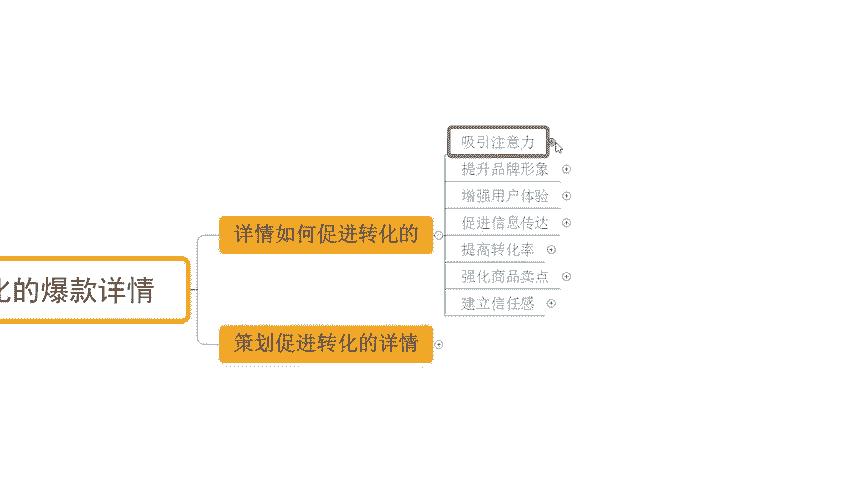 吸引注意力
提升品牌形象
增强用户体验
详情如何促进转化的
促进信息传达
提高转化率
强化商品卖点
化的爆款详情
建立信任感
策划促进转化的详情